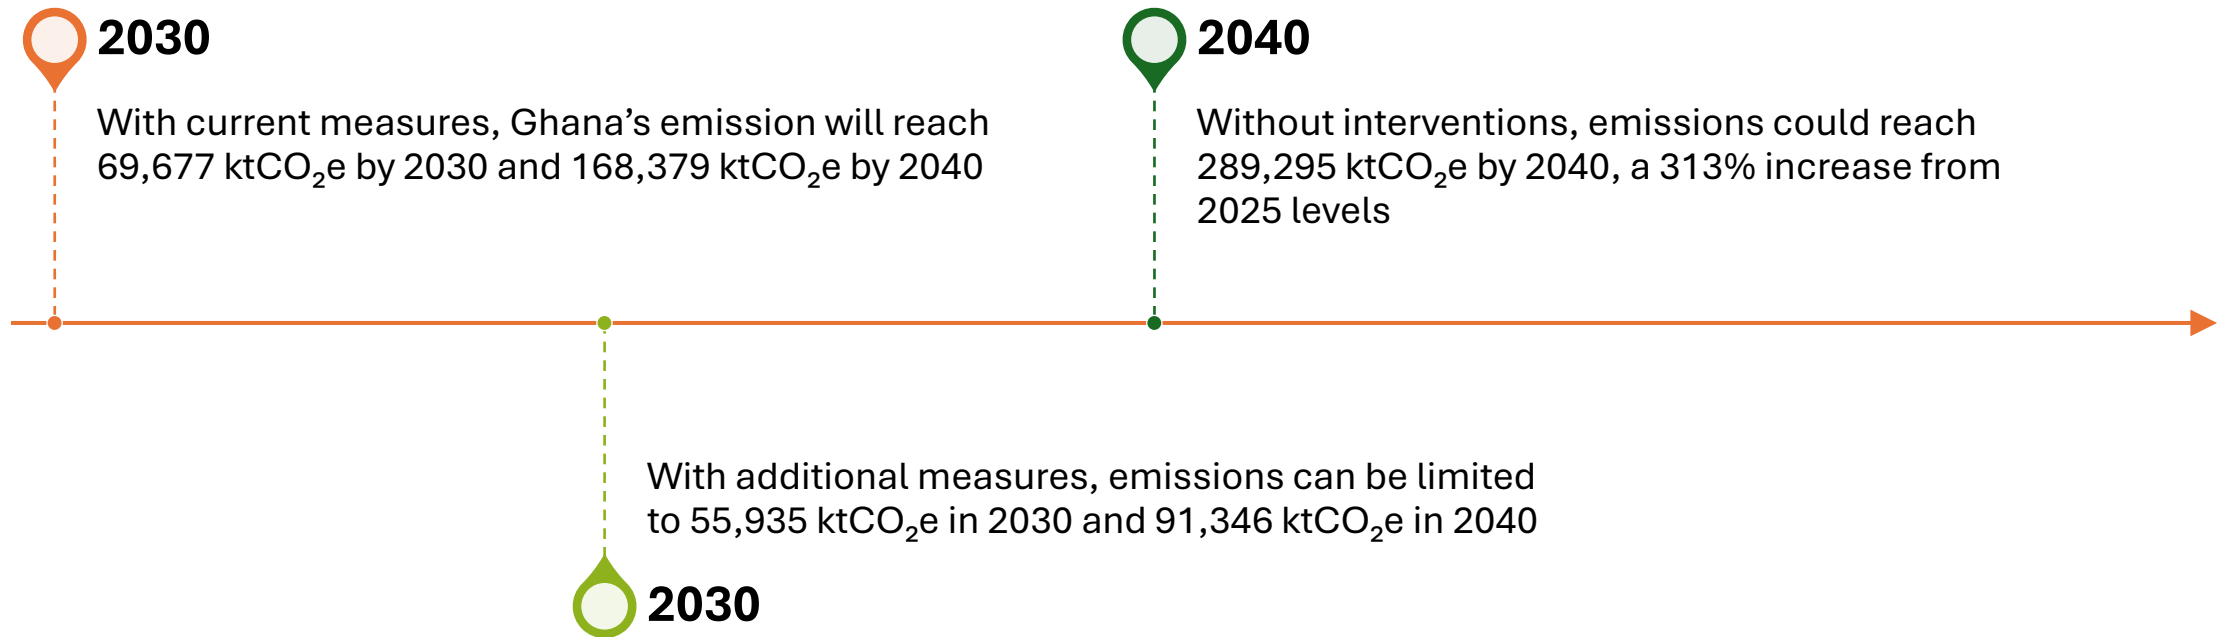 2030
With current measures, Ghana’s emission will reach
69,677 ktCO₂e by 2030 and 168,379 ktCO₂e by 2040
2040
Without interventions, emissions could reach
289,295 ktCO₂e by 2040, a 313% increase from
2025 levels
With additional measures, emissions can be limited
to 55,935 ktCO₂e in 2030 and 91,346 ktCO₂e in 2040
2030